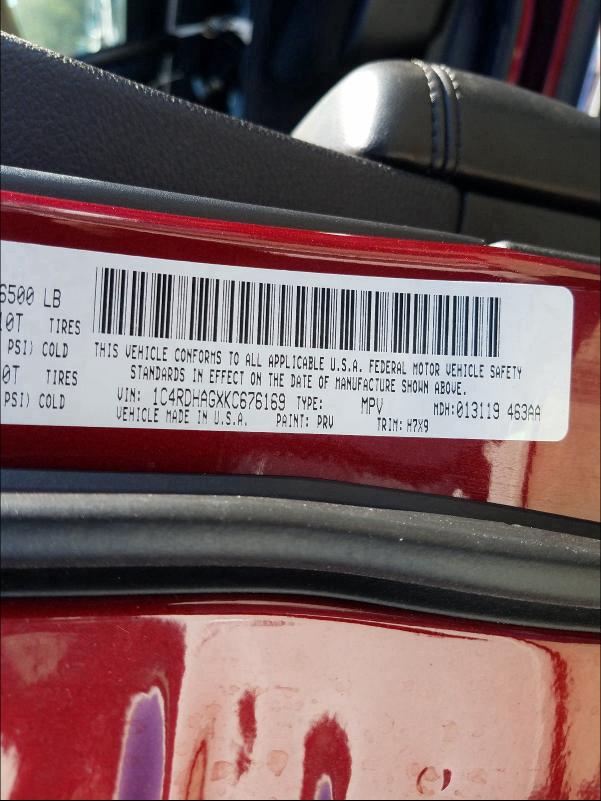 6500 LB
10T TIRES
PSI) COLD
0T TIRES
PSI) COLD
THIS VEHICLE CONFORMS TO ALL APPLICABLE U.S.A. FEDERAL MOTOR VEHICLE SAFETY
STANDARDS IN EFFECT ON THE DATE OF MANUFACTURE SHOWN ABOVE.
VIN: 1C4RDHAGXKC676169 TYPE: MPV MDH:013119 463AA
VEHICLE MADE IN U.S.A. PAINT: PRV TRIM: H7X9